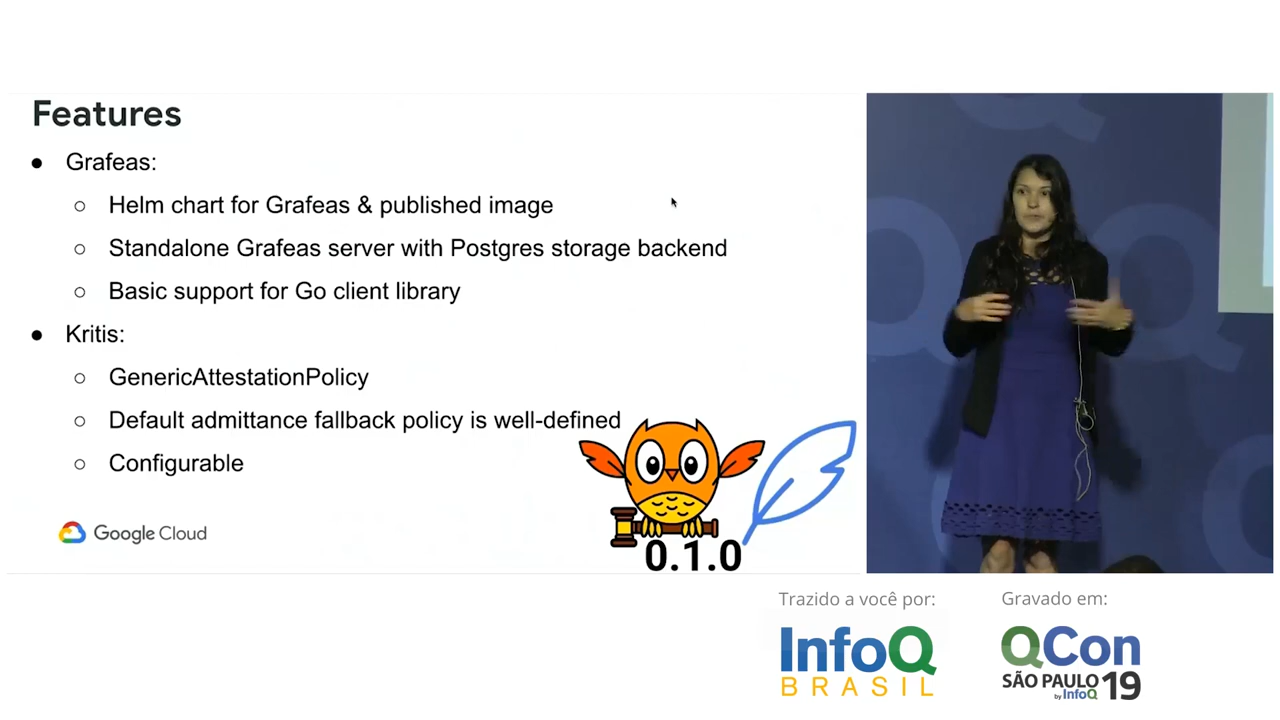 Features
● Grafeas:
○ Helm chart for Grafeas & published image
○ Standalone Grafeas server with Postgres storage backend
○ Basic support for Go client library
● Kritis:
○ GenericAttestationPolicy
○ Default admittance fallback policy is well-defined
○ Configurable
Google Cloud
0.1.0
Trazido a você por:
InfoQ
BRASIL
Gravado em:
QCon
SÃO PAULO 19
by InfoQ